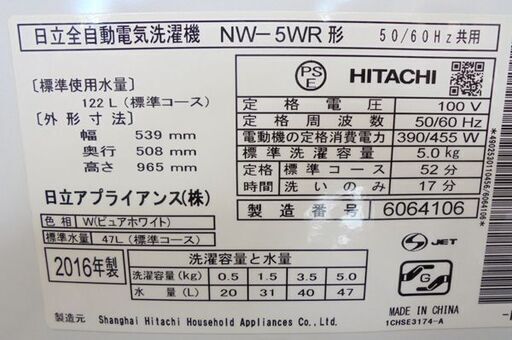 日立全自動電気洗濯機 NW-5WR形 50/60Hz共用
[標準使用水量]
122L (標準コース)
[外形寸法]
幅 539 mm
奥行 508 mm
高さ 965 mm
日立アプライアンス(株)
色相 W(ピュアホワイト)
標準水量 47L (標準コース)
PSE HITACHI
定格電圧 100 V
定格周波数 50/60 Hz
電動機の定格消費電力 390/455 W
標準洗濯容量 5.0kg
定格時間 標準コース 52分
洗いのみ 17分
製造番号 6064106
S JET
2016年製
洗濯容量と水量
洗濯容量(kg) 0.5 1.5 3.5 5.0
水量(L) 20 31 40 47
G
MADE IN CHINA
1CHSE3174-A
製造元 Shanghai Hitachi Household Appliances Co., Ltd.